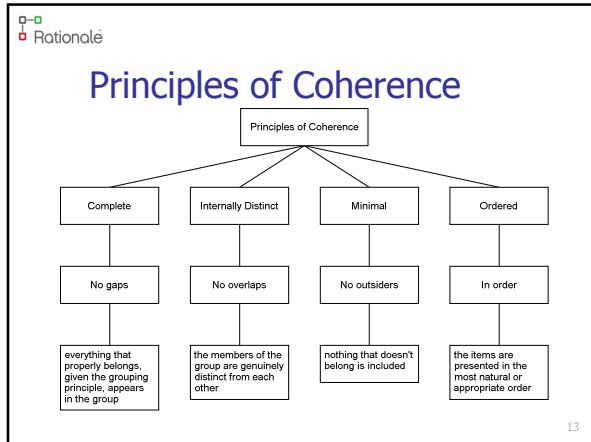 Rationale
Principles of Coherence
Principles of Coherence
Complete
Internally Distinct
Minimal
Ordered
No gaps
No overlaps
No outsiders
In order
everything that
properly belongs,
given the grouping
principle, appears
in the group
the members of the
group are genuinely
distinct from each
other
nothing that doesn't
belong is included
the items are
presented in the
most natural or
appropriate order
13